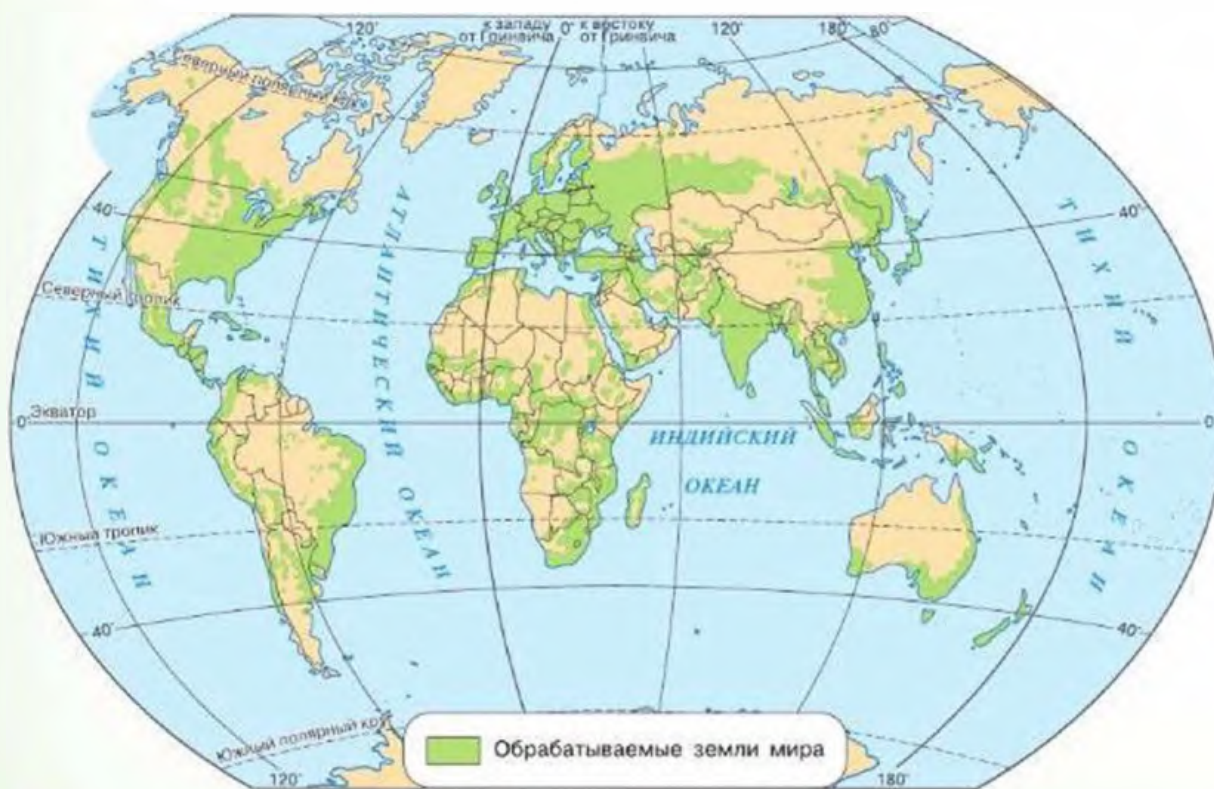 120°
к западу
от Гринвича
0°
к востоку
от Гринвича
120°
180°
80°
Северный полярный круг
40°
40°
Северный тропик
АТЛАНТИЧЕСКИЙ ОКЕАН
ТИХИЙ ОКЕАН
ТИХИЙ ОКЕАН
0°
Экватор
0°
ИНДИЙСКИЙ
ОКЕАН
Южный тропик
40°
40°
Южный полярный круг
120°
180°
Обрабатываемые земли мира